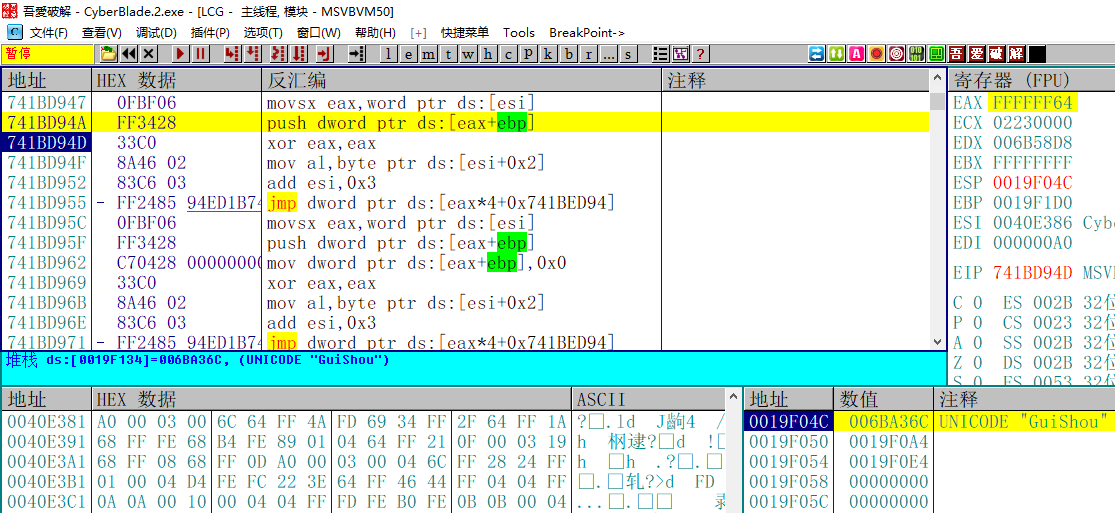 吾愛破解 - CyberBlade.2.exe - [LCG - 主线程, 模块 - MSVBVM50]
文件(F) 查看(V) 调试(D) 插件(P) 选项(T) 窗口(W) 帮助(H) [+] 快捷菜单 Tools BreakPoint->
暂停 l e m t w h c p k b r ... s ? 吾 爱 破 解
地址 HEX 数据 反汇编 注释
741BD947 0FBF06 movsx eax,word ptr ds:[esi]
741BD94A FF3428 push dword ptr ds:[eax+ebp]
741BD94D 33C0 xor eax,eax
741BD94F 8A46 02 mov al,byte ptr ds:[esi+0x2]
741BD952 83C6 03 add esi,0x3
741BD955 - FF2485 94ED1B74 jmp dword ptr ds:[eax*4+0x741BED94]
741BD95C 0FBF06 movsx eax,word ptr ds:[esi]
741BD95F FF3428 push dword ptr ds:[eax+ebp]
741BD962 C70428 00000000 mov dword ptr ds:[eax+ebp],0x0
741BD969 33C0 xor eax,eax
741BD96B 8A46 02 mov al,byte ptr ds:[esi+0x2]
741BD96E 83C6 03 add esi,0x3
741BD971 - FF2485 94ED1B74 jmp dword ptr ds:[eax*4+0x741BED94]
堆栈 ds:[0019F134]=006BA36C, (UNICODE "GuiShou")
寄存器 (FPU)
EAX FFFFFF64
ECX 02230000
EDX 006B58D8
EBX FFFFFFFF
ESP 0019F04C
EBP 0019F1D0
ESI 0040E386 Cybe
EDI 000000A0
EIP 741BD94D MSVB
C 0 ES 002B 32位
P 0 CS 0023 32位
A 0 SS 002B 32位
Z 0 DS 002B 32位
S 0 FS 0053 32位
地址 HEX 数据 ASCII
0040E381 A0 00 03 00 6C 64 FF 4A FD 69 34 FF 2F 64 FF 1A
0040E391 68 FF FE 68 B4 FE 89 01 04 64 FF 21 0F 00 03 19
0040E3A1 68 FF 08 68 FF 0D A0 00 03 00 04 6C FF 28 24 FF
0040E3B1 01 00 04 D4 FE FC 22 3E 64 FF 46 44 FF 04 04 FF
0040E3C1 0A 0A 00 10 00 04 04 FF FD FE B0 FE 0B 0B 00 04
地址 数值 注释
0019F04C 006BA36C UNICODE "GuiShou"
0019F050 0019F0A4
0019F054 0019F0E4
0019F058 00000000
0019F05C 00000000